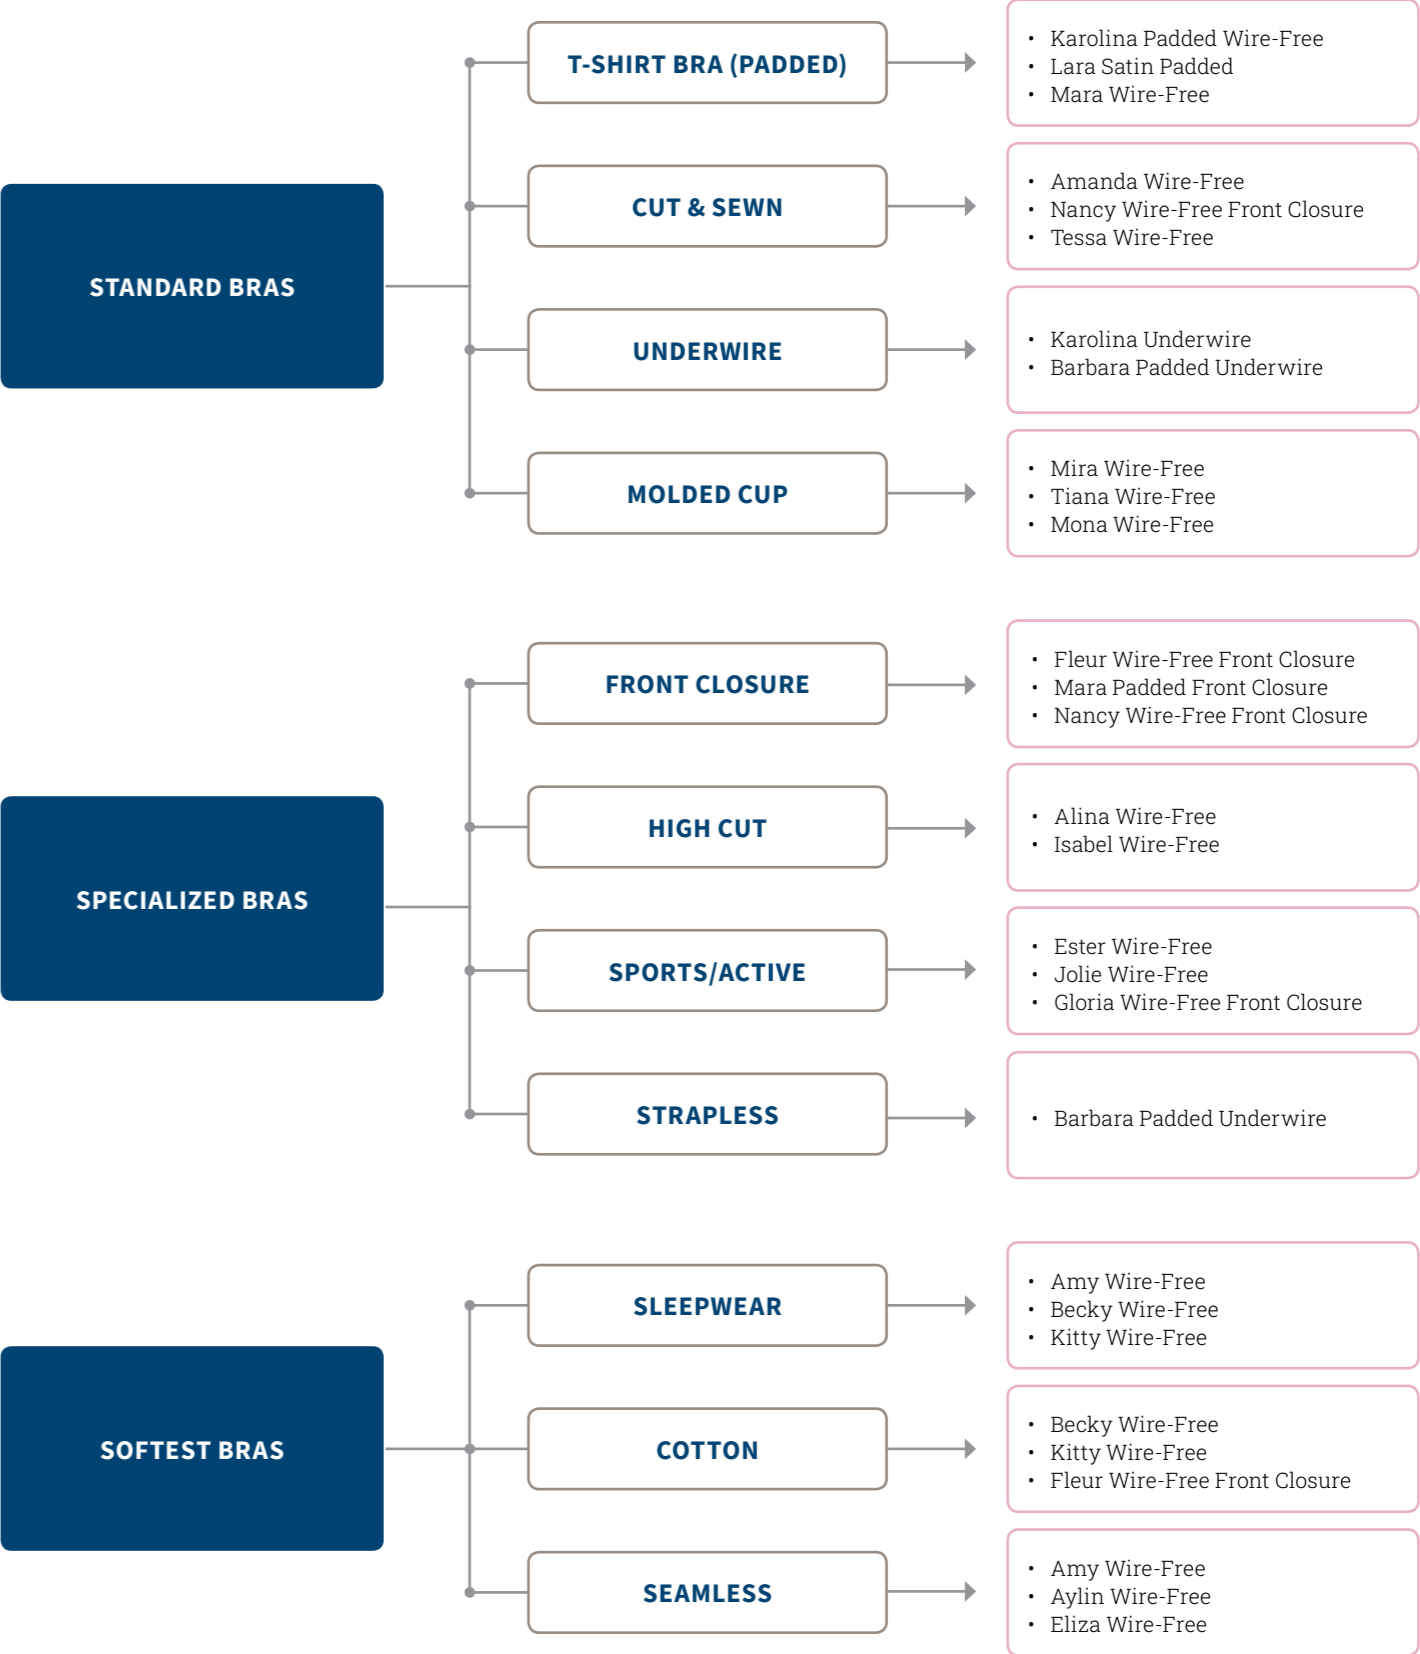 STANDARD BRAS
T-SHIRT BRA (PADDED)
• Karolina Padded Wire-Free
• Lara Satin Padded
• Mara Wire-Free
CUT & SEWN
• Amanda Wire-Free
• Nancy Wire-Free Front Closure
• Tessa Wire-Free
UNDERWIRE
• Karolina Underwire
• Barbara Padded Underwire
MOLDED CUP
• Mira Wire-Free
• Tiana Wire-Free
• Mona Wire-Free
SPECIALIZED BRAS
FRONT CLOSURE
• Fleur Wire-Free Front Closure
• Mara Padded Front Closure
• Nancy Wire-Free Front Closure
HIGH CUT
• Alina Wire-Free
• Isabel Wire-Free
SPORTS/ACTIVE
• Ester Wire-Free
• Jolie Wire-Free
• Gloria Wire-Free Front Closure
STRAPLESS
• Barbara Padded Underwire
SOFTEST BRAS
SLEEPWEAR
• Amy Wire-Free
• Becky Wire-Free
• Kitty Wire-Free
COTTON
• Becky Wire-Free
• Kitty Wire-Free
• Fleur Wire-Free Front Closure
SEAMLESS
• Amy Wire-Free
• Aylin Wire-Free
• Eliza Wire-Free